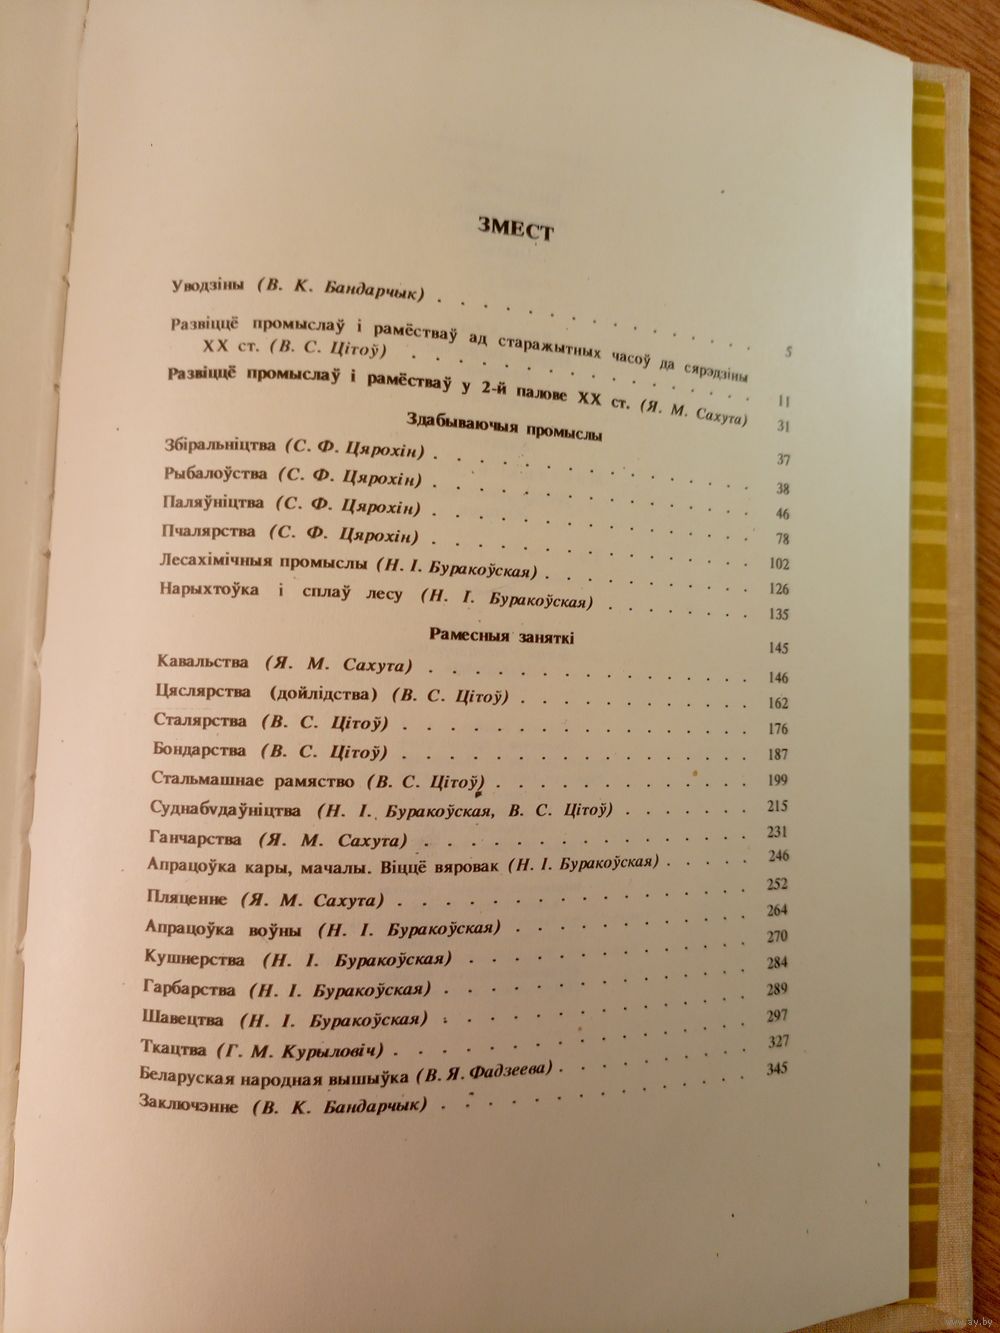 ЗМЕСТ
Уводзіны (В. К. Бандарчык) . . . . . . . . . . . . . . 5
Развіццё промыслаў і рамёстваў ад старажытных часоў да сярэдзіны
XX ст. (В. С. Цітоў) . . . . . . . . . . . . . . . 11
Развіццё промыслаў і рамёстваў у 2-й палове XX ст. (Я. М. Сахута) 31
Здабываючыя промыслы 37
Збіральніцтва (С. Ф. Цярохін) . . . . . . . . . . . . . . 38
Рыбалоўства (С. Ф. Цярохін) . . . . . . . . . . . . . . 46
Паляўніцтва (С. Ф. Цярохін) . . . . . . . . . . . . . . 78
Пчалярства (С. Ф. Цярохін) . . . . . . . . . . . . . . 102
Лесахімічныя промыслы (Н. І. Буракоўская) . . . . . . . . . 126
Нарыхтоўка і сплаў лесу (Н. І. Буракоўская) . . . . . . . 135
Рамесныя заняткі 145
Кавальства (Я. М. Сахута) . . . . . . . . . . . . . . 146
Цяслярства (дойлідства) (В. С. Цітоў) . . . . . . . . . . 162
Сталярства (В. С. Цітоў) . . . . . . . . . . . . . . . 176
Бондарства (В. С. Цітоў) . . . . . . . . . . . . . . . 187
Стальмашнае рамяство (В. С. Цітоў) . . . . . . . . . . . 199
Суднабудаўніцтва (Н. І. Буракоўская, В. С. Цітоў) . . . . . . 215
Ганчарства (Я. М. Сахута) . . . . . . . . . . . . . . 231
Апрацоўка кары, мачалы. Віццё вяровак (Н. І. Буракоўская) . . . . . 246
Пляценне (Я. М. Сахута) . . . . . . . . . . . . . . . 252
Апрацоўка воўны (Н. І. Буракоўская) . . . . . . . . . . . 264
Кушнерства (Н. І. Буракоўская) . . . . . . . . . . . . . 270
Гарбарства (Н. І. Буракоўская) . . . . . . . . . . . . . 284
Шавецтва (Н. І. Буракоўская) . . . . . . . . . . . . . . 289
Ткацтва (Г. М. Курыловіч) . . . . . . . . . . . . . . . 297
Беларуская народная вышыўка (В. Я. Фадзеева) . . . . . . . . . 327
Заключэнне (В. К. Бандарчык) . . . . . . . . . . . . . . 345
www.ay.by